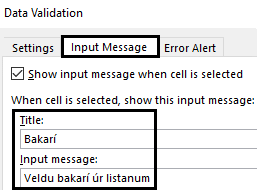 Data Validation
Settings Input Message Error Alert
Show input message when cell is selected
When cell is selected, show this input message:
Title:
Bakarí
Input message:
Veldu bakarí úr listanum